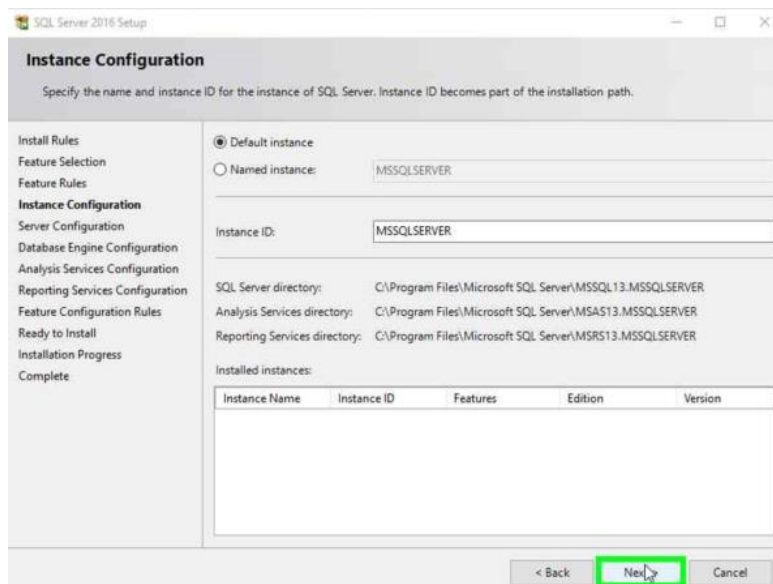 SQL Server 2016 Setup
Instance Configuration
Specify the name and instance ID for the instance of SQL Server. Instance ID becomes part of the installation path.
Install Rules
Feature Selection
Feature Rules
Instance Configuration
Server Configuration
Database Engine Configuration
Analysis Services Configuration
Reporting Services Configuration
Feature Configuration Rules
Ready to Install
Installation Progress
Complete
Default instance
Named instance: MSSQLSERVER
Instance ID: MSSQLSERVER
SQL Server directory: C:\Program Files\Microsoft SQL Server\MSSQL13.MSSQLSERVER
Analysis Services directory: C:\Program Files\Microsoft SQL Server\MSAS13.MSSQLSERVER
Reporting Services directory: C:\Program Files\Microsoft SQL Server\MSRS13.MSSQLSERVER
Installed instances:
Instance Name Instance ID Features Edition Version
< Back Next > Cancel